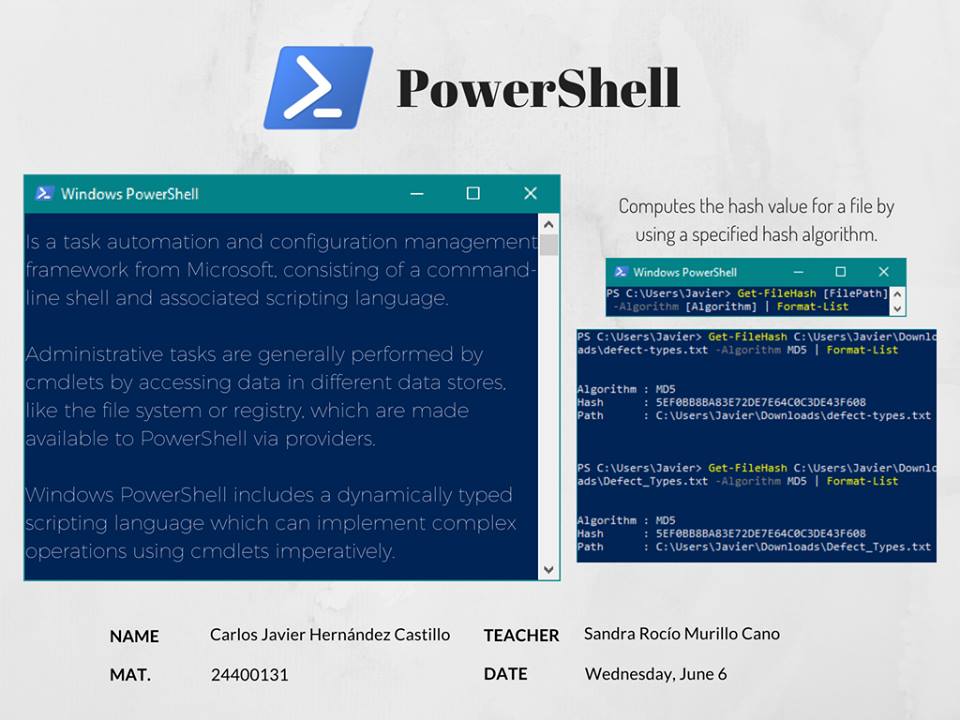 PowerShell
Windows PowerShell
Is a task automation and configuration management
framework from Microsoft, consisting of a command-
line shell and associated scripting language.
Administrative tasks are generally performed by
cmdlets by accessing data in different data stores,
like the file system or registry, which are made
available to PowerShell via providers.
Windows PowerShell includes a dynamically typed
scripting language which can implement complex
operations using cmdlets imperatively.
Computes the hash value for a file by
using a specified hash algorithm.
Windows PowerShell
PS C:\Users\Javier> Get-FileHash [FilePath]
-Algorithm [Algorithm] | Format-List
PS C:\Users\Javier> Get-FileHash C:\Users\Javier\Downlo
ads\defect-types.txt -Algorithm MD5 | Format-List
Algorithm : MD5
Hash : 5EF0BB8BA83E72DE7E64C0C3DE43F608
Path : C:\Users\Javier\Downloads\defect-types.txt
PS C:\Users\Javier> Get-FileHash C:\Users\Javier\Downlo
ads\Defect_Types.txt -Algorithm MD5 | Format-List
Algorithm : MD5
Hash : 5EF0BB8BA83E72DE7E64C0C3DE43F608
Path : C:\Users\Javier\Downloads\Defect_Types.txt
NAME Carlos Javier Hernández Castillo TEACHER Sandra Rocío Murillo Cano
MAT. 24400131 DATE Wednesday, June 6